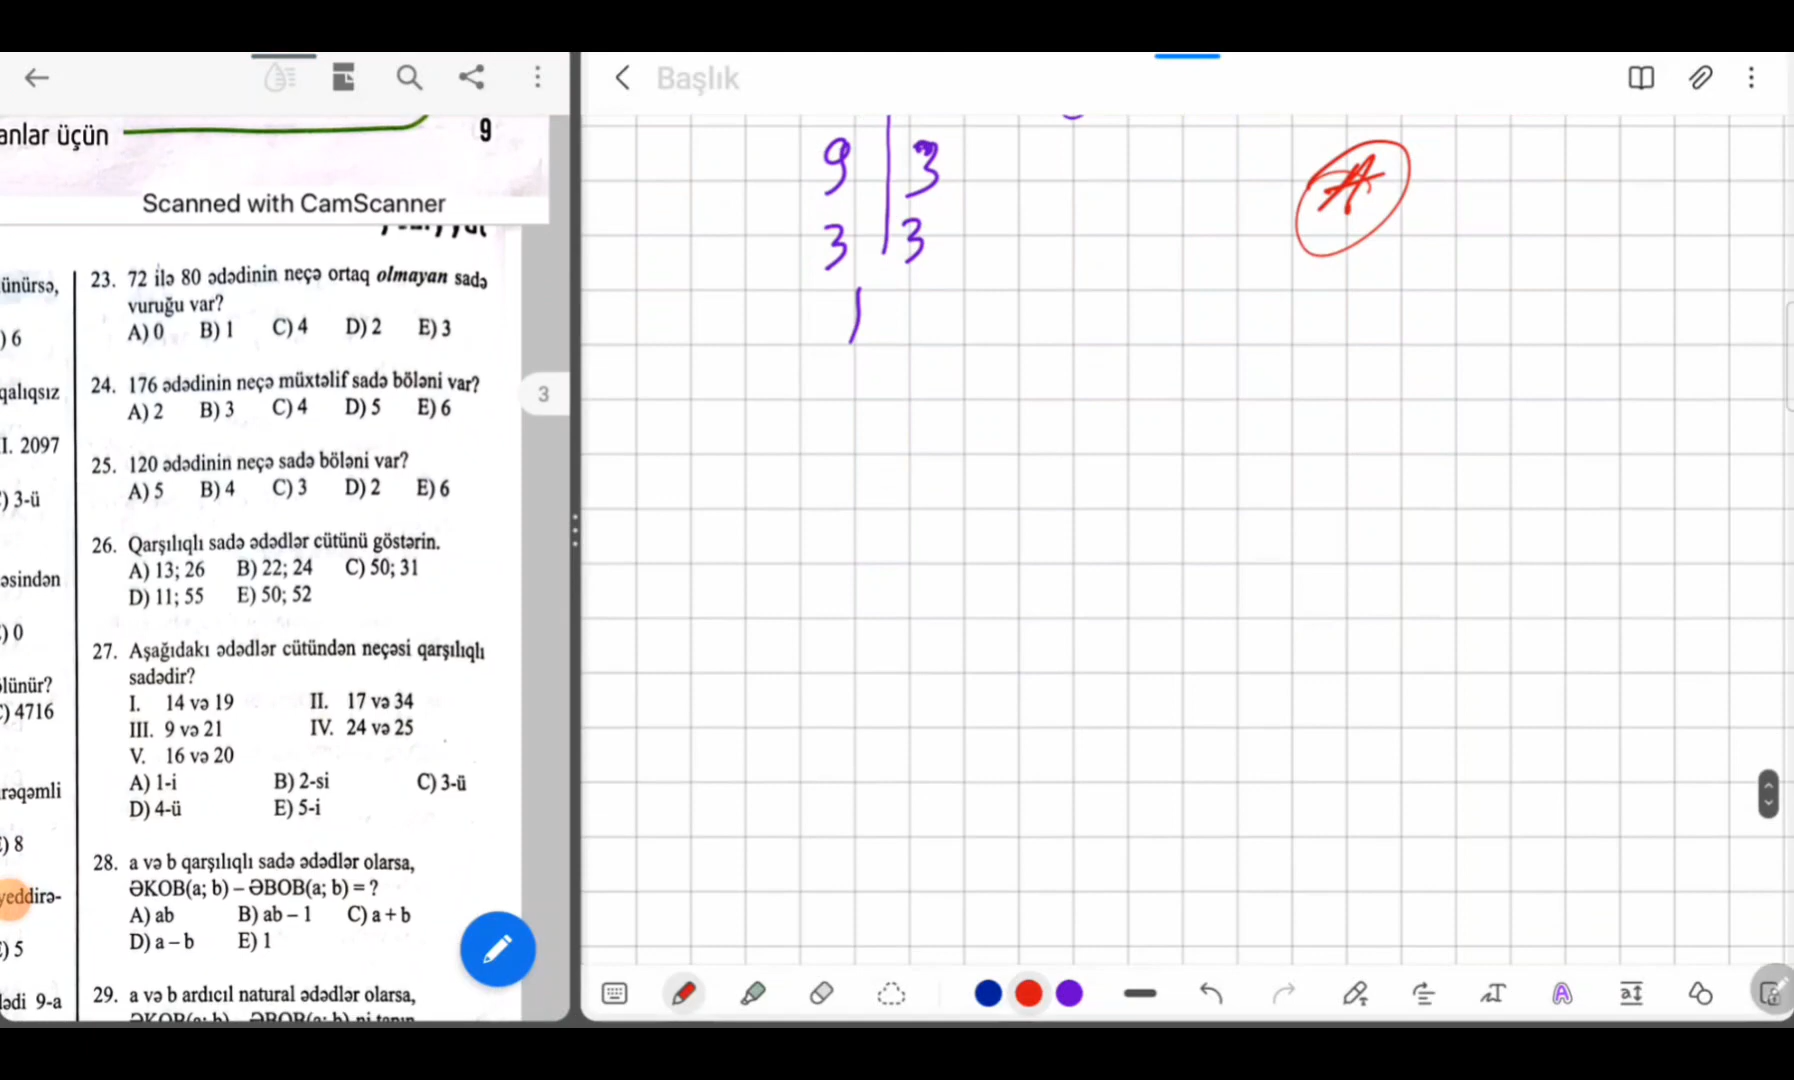 Başlık
anlar üçün
9
Scanned with CamScanner
ünürsə,
) 6
qalıqsız
I. 2097
) 3-ü
əsindən
) 0
lünür?
) 4716
rəqəmli
) 8
yeddirə-
) 5
lədi 9-a
23. 72 ilə 80 ədədinin neçə ortaq olmayan sadə
vuruğu var?
A) 0 B) 1 C) 4 D) 2 E) 3
24. 176 ədədinin neçə müxtəlif sadə böləni var?
A) 2 B) 3 C) 4 D) 5 E) 6
25. 120 ədədinin neçə sadə böləni var?
A) 5 B) 4 C) 3 D) 2 E) 6
26. Qarşılıqlı sadə ədədlər cütünü göstərin.
A) 13; 26 B) 22; 24 C) 50; 31
D) 11; 55 E) 50; 52
27. Aşağıdakı ədədlər cütündən neçəsi qarşılıqlı
sadədir?
I. 14 və 19 II. 17 və 34
III. 9 və 21 IV. 24 və 25
V. 16 və 20
A) 1-i B) 2-si C) 3-ü
D) 4-ü E) 5-i
28. a və b qarşılıqlı sadə ədədlər olarsa,
ƏKOB(a; b) – ƏBOB(a; b) = ?
A) ab B) ab – 1 C) a + b
D) a – b E) 1
29. a və b ardıcıl natural ədədlər olarsa,
ƏKOB(a; b) ƏBOB(a; b) ni tapın
3
9 | 3
3 | 3
1
A